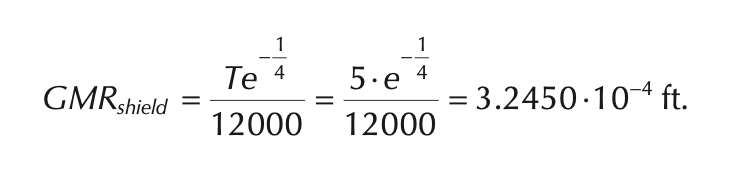 GMR_shield = Te^{-1/4}/12000 = 5·e^{-1/4}/12000 = 3.2450·10^{–4} ft.